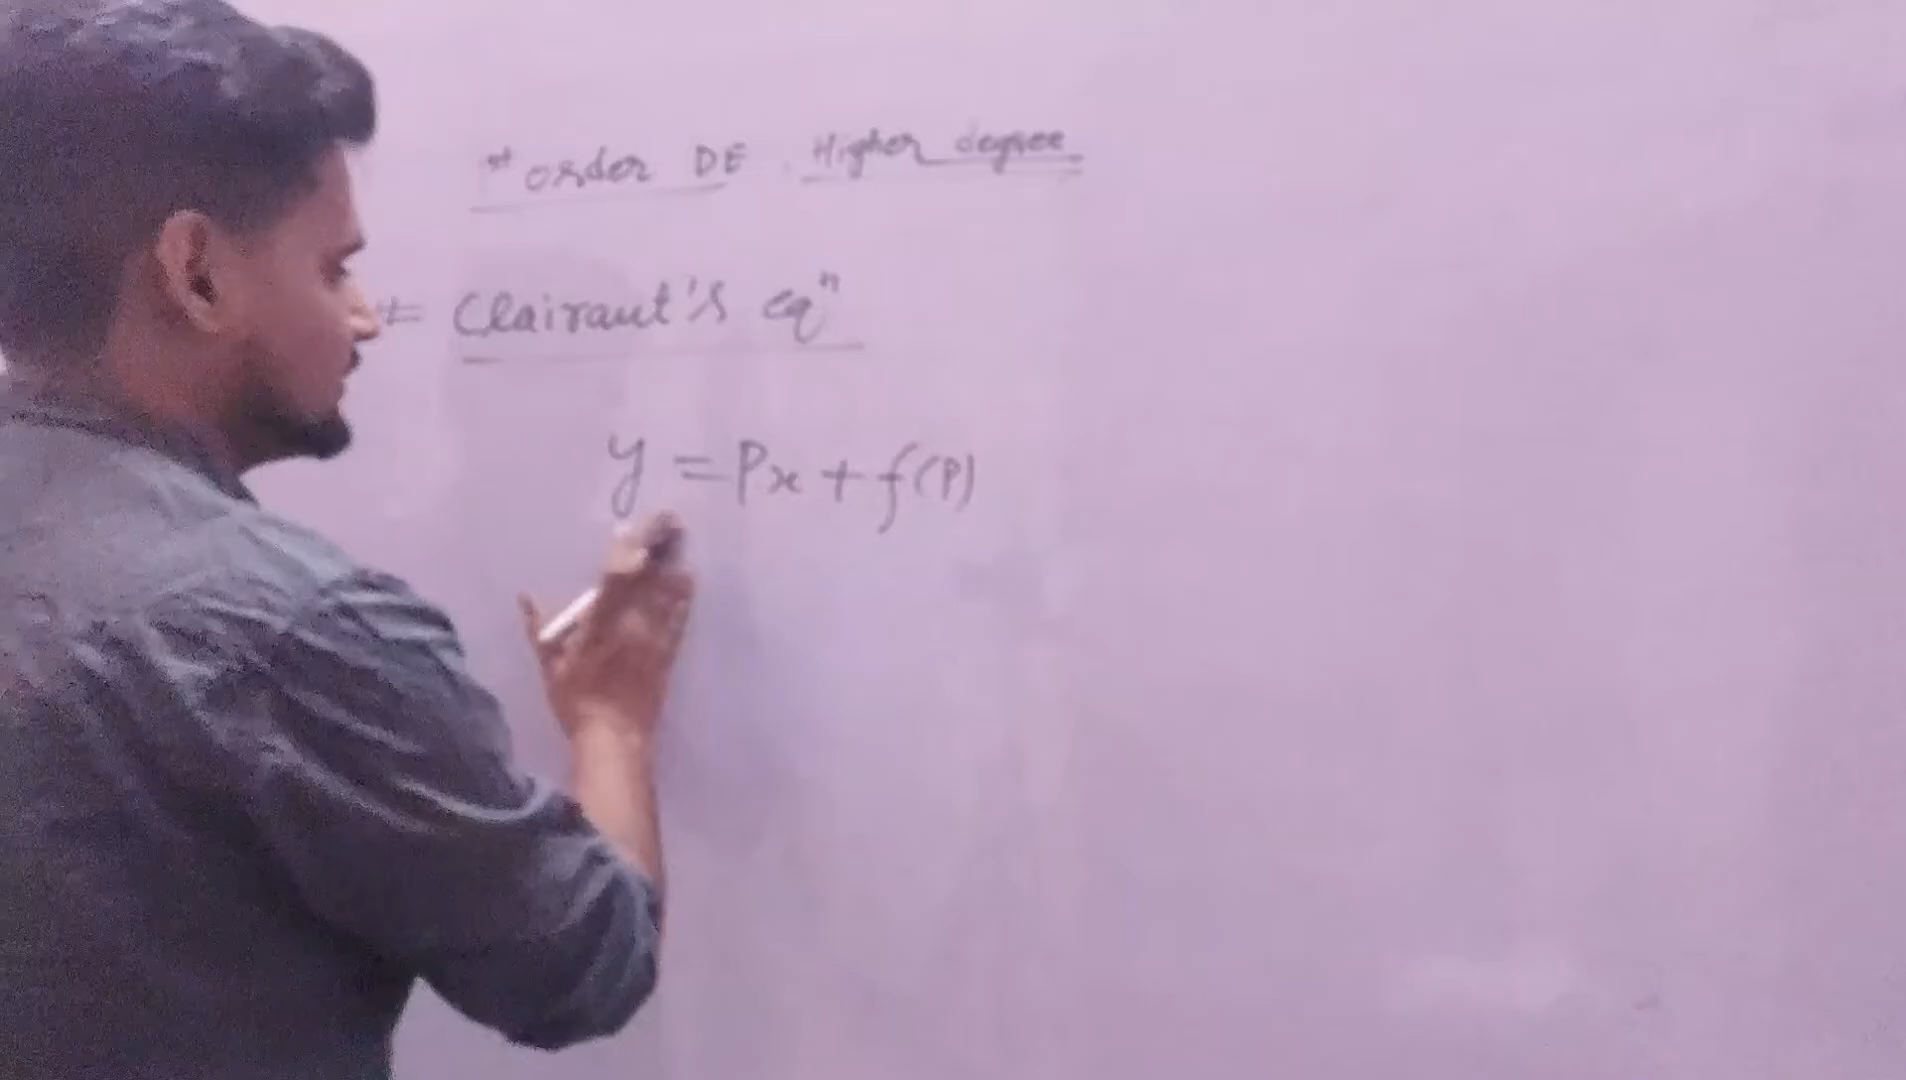 st order DE. Higher degree
* Clairaut's eqn
y = Px + f(P)